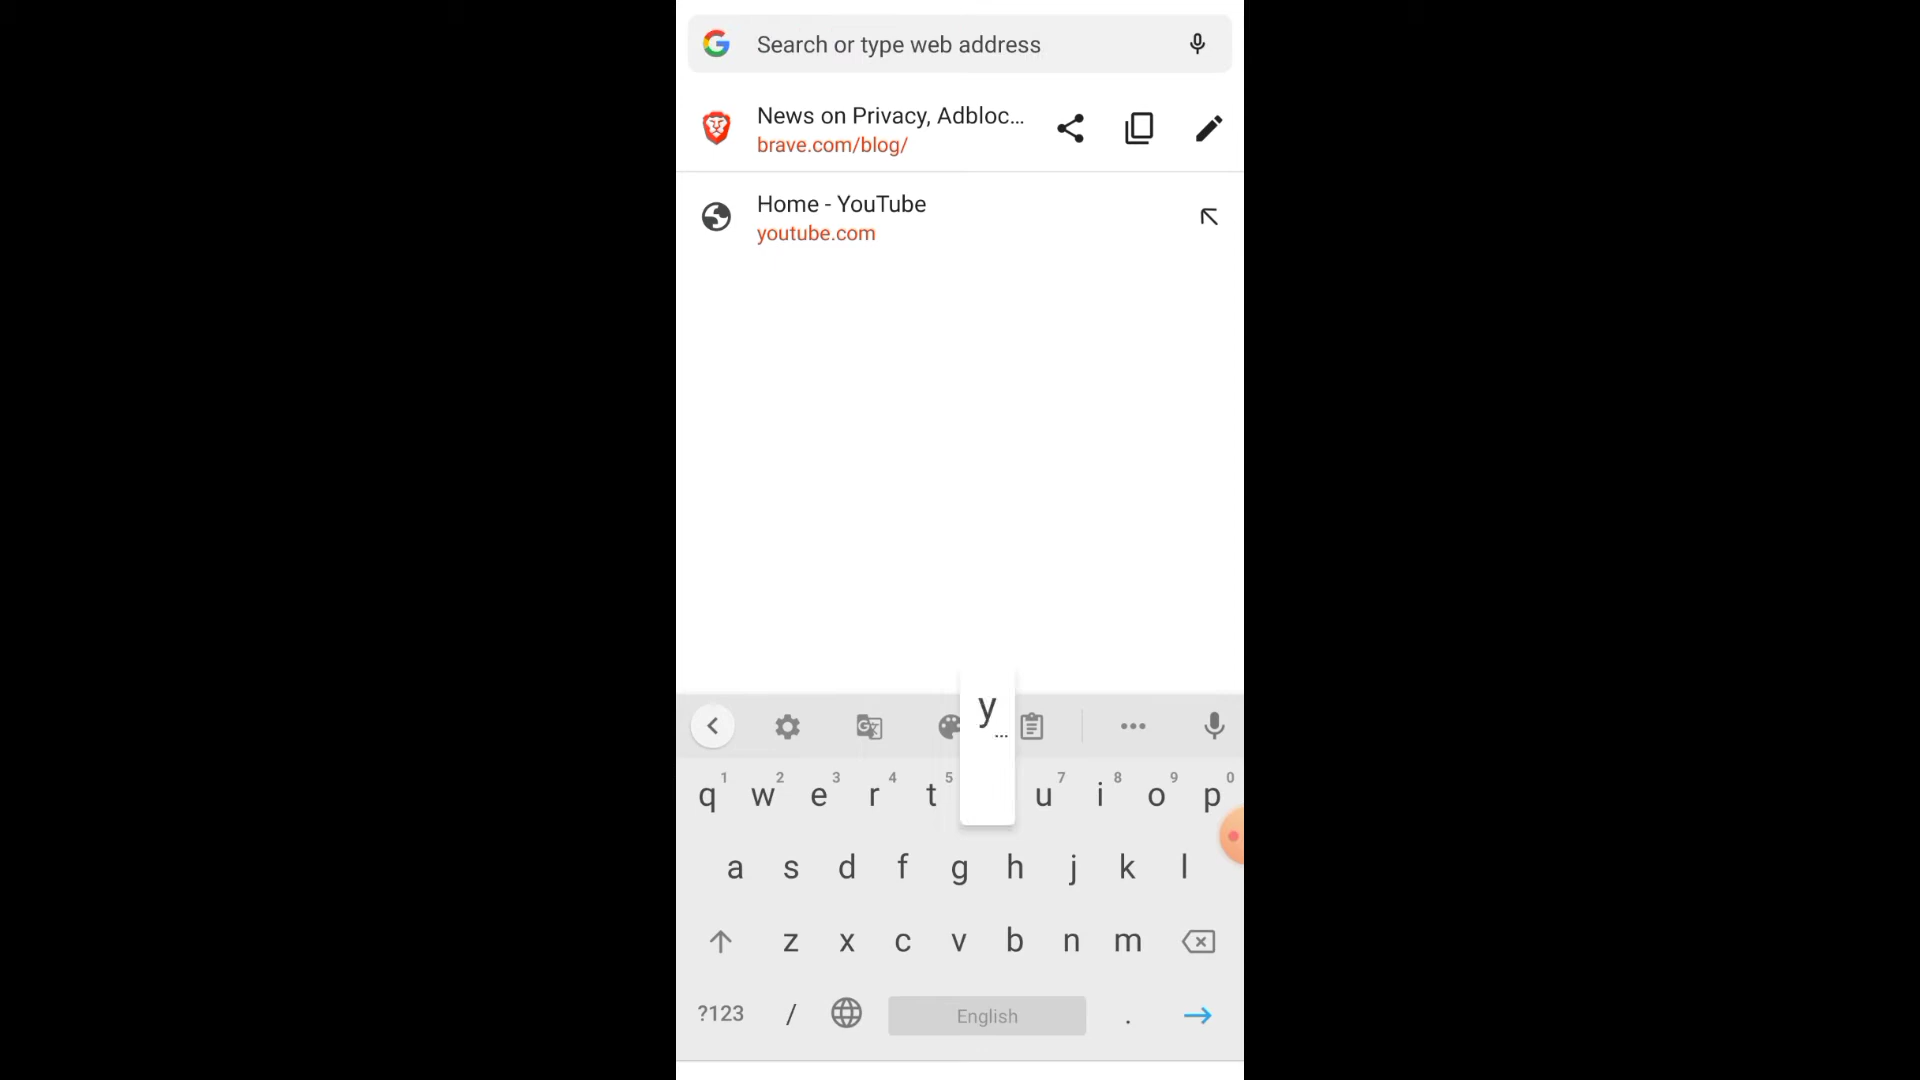 Search or type web address
News on Privacy, Adbloc...
brave.com/blog/
Home - YouTube
youtube.com
y
...
1 2 3 4 5 7 8 9 0
q w e r t u i o p
a s d f g h j k l
z x c v b n m
?123 / English .